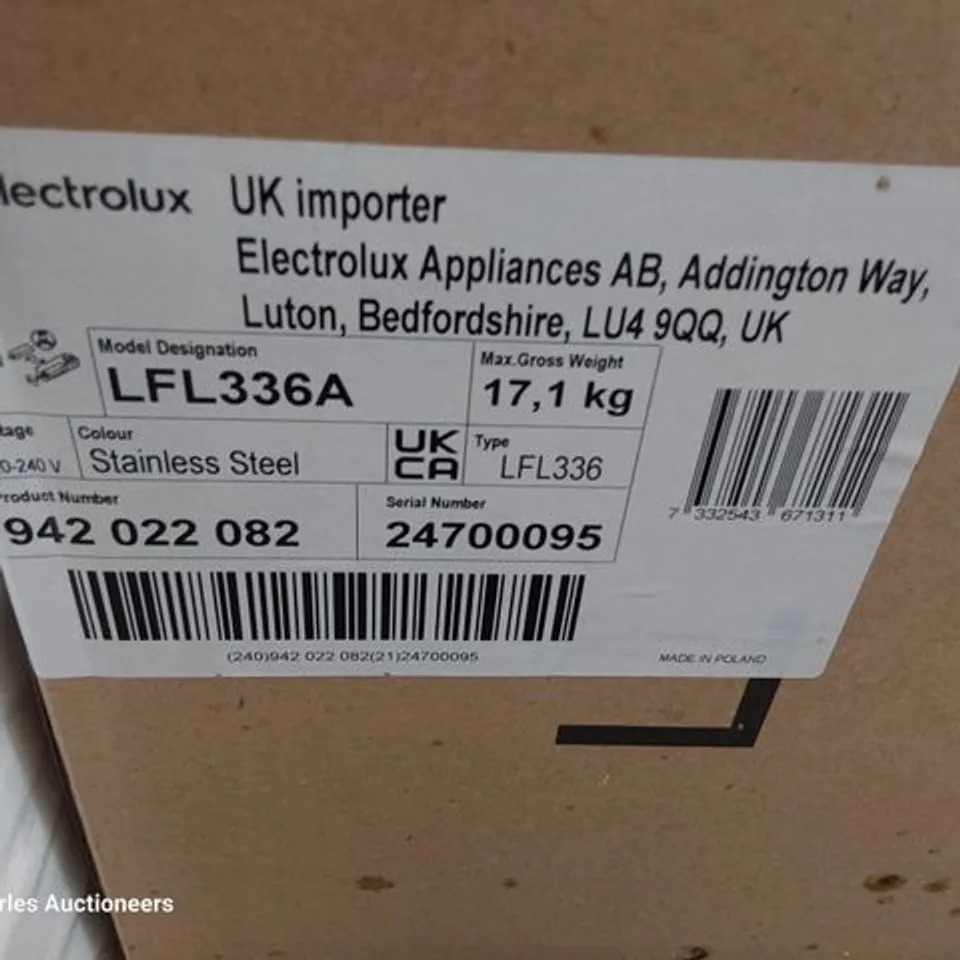 lectrolux UK importer
Electrolux Appliances AB, Addington Way,
Luton, Bedfordshire, LU4 9QQ, UK
Model Designation
LFL336A
Max.Gross Weight
17,1 kg
tage
0-240 V
Colour
Stainless Steel
UK
CA
Type
LFL336
roduct Number
942 022 082
Serial Number
24700095
7 332543 671311
(240)942 022 082(21)24700095
MADE IN POLAND
rles Auctioneers